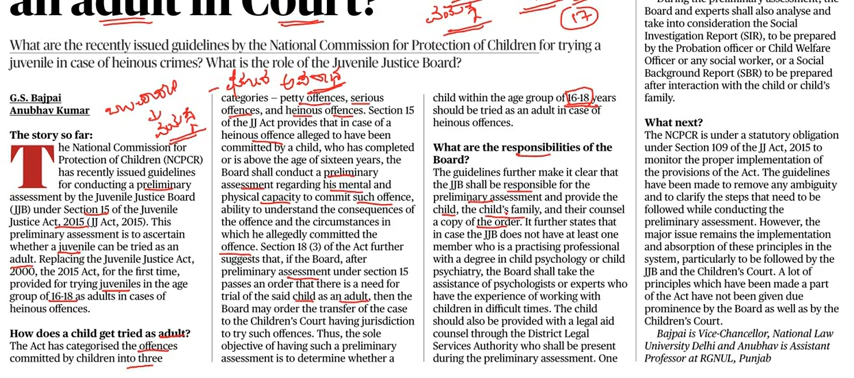 an adult in Court?
What are the recently issued guidelines by the National Commission for Protection of Children for trying a
juvenile in case of heinous crimes? What is the role of the Juvenile Justice Board?
G.S. Bajpai
Anubhav Kumar
The story so far:
The National Commission for
Protection of Children (NCPCR)
has recently issued guidelines
for conducting a preliminary
assessment by the Juvenile Justice Board
(JJB) under Section 15 of the Juvenile
Justice Act, 2015 (JJ Act, 2015). This
preliminary assessment is to ascertain
whether a juvenile can be tried as an
adult. Replacing the Juvenile Justice Act,
2000, the 2015 Act, for the first time,
provided for trying juveniles in the age
group of 16-18 as adults in cases of
heinous offences.
How does a child get tried as adult?
The Act has categorised the offences
committed by children into three
categories – petty offences, serious
offences, and heinous offences. Section 15
of the JJ Act provides that in case of a
heinous offence alleged to have been
committed by a child, who has completed
or is above the age of sixteen years, the
Board shall conduct a preliminary
assessment regarding his mental and
physical capacity to commit such offence,
ability to understand the consequences of
the offence and the circumstances in
which he allegedly committed the
offence. Section 18 (3) of the Act further
suggests that, if the Board, after
preliminary assessment under section 15
passes an order that there is a need for
trial of the said child as an adult, then the
Board may order the transfer of the case
to the Children's Court having jurisdiction
to try such offences. Thus, the sole
objective of having such a preliminary
assessment is to determine whether a
child within the age group of 16-18 years
should be tried as an adult in case of
heinous offences.
What are the responsibilities of the
Board?
The guidelines further make it clear that
the JJB shall be responsible for the
preliminary assessment and provide the
child, the child's family, and their counsel
a copy of the order. It further states that
in case the JJB does not have at least one
member who is a practising professional
with a degree in child psychology or child
psychiatry, the Board shall take the
assistance of psychologists or experts who
have the experience of working with
children in difficult times. The child
should also be provided with a legal aid
counsel through the District Legal
Services Authority who shall be present
during the preliminary assessment. One
Board and experts shall also analyse and
take into consideration the Social
Investigation Report (SIR), to be prepared
by the Probation officer or Child Welfare
Officer or any social worker, or a Social
Background Report (SBR) to be prepared
after interaction with the child or child's
family.
What next?
The NCPCR is under a statutory obligation
under Section 109 of the JJ Act, 2015 to
monitor the proper implementation of
the provisions of the Act. The guidelines
have been made to remove any ambiguity
and to clarify the steps that need to be
followed while conducting the
preliminary assessment. However, the
major issue remains the implementation
and absorption of these principles in the
system, particularly to be followed by the
JJB and the Children's Court. A lot of
principles which have been made a part
of the Act have not been given due
prominence by the Board as well as by the
Children's Court.
Bajpai is Vice-Chancellor, National Law
University Delhi and Anubhav is Assistant
Professor at RGNUL, Punjab
17